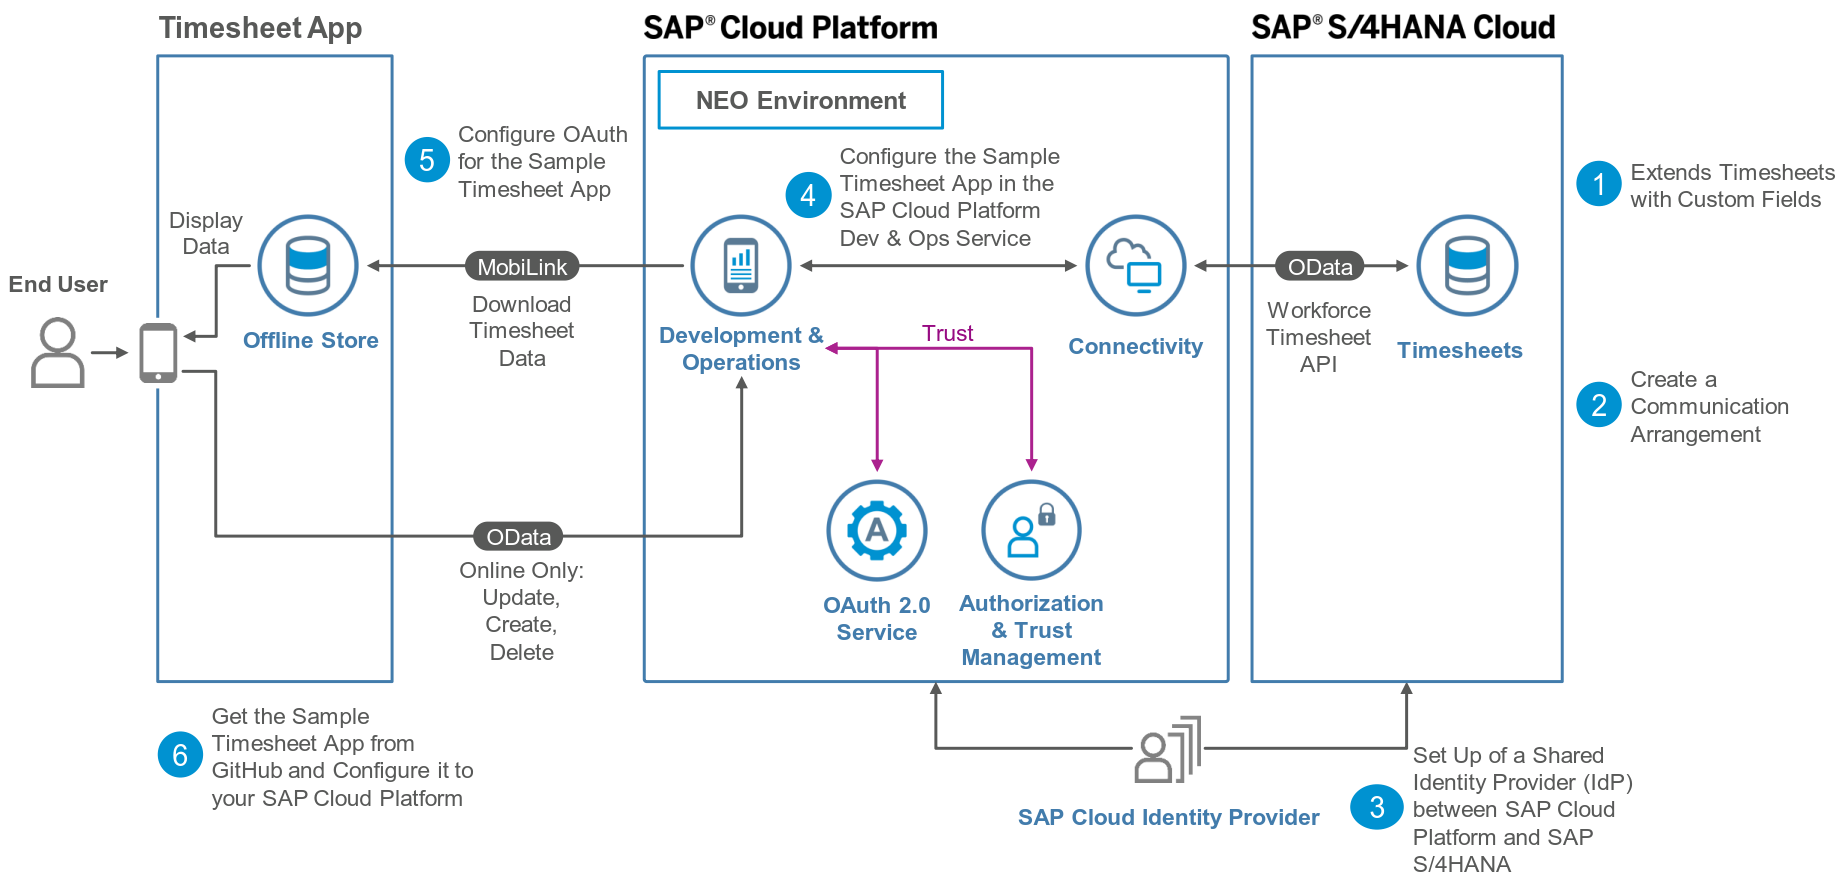 Timesheet App
SAP® Cloud Platform
SAP® S/4HANA Cloud
NEO Environment
5
Configure OAuth
for the Sample
Timesheet App
4
Configure the Sample
Timesheet App in the
SAP Cloud Platform
Dev & Ops Service
1
Extends Timesheets
with Custom Fields
Display
Data
End User
Offline Store
MobiLink
Download
Timesheet
Data
Development &
Operations
Trust
Connectivity
OData
Workforce
Timesheet
API
Timesheets
2
Create a
Communication
Arrangement
OData
Online Only:
Update,
Create,
Delete
A
OAuth 2.0
Service
Authorization
& Trust
Management
6
Get the Sample
Timesheet App from
GitHub and Configure it to
your SAP Cloud Platform
SAP Cloud Identity Provider
3
Set Up of a Shared
Identity Provider (IdP)
between SAP Cloud
Platform and SAP
S/4HANA